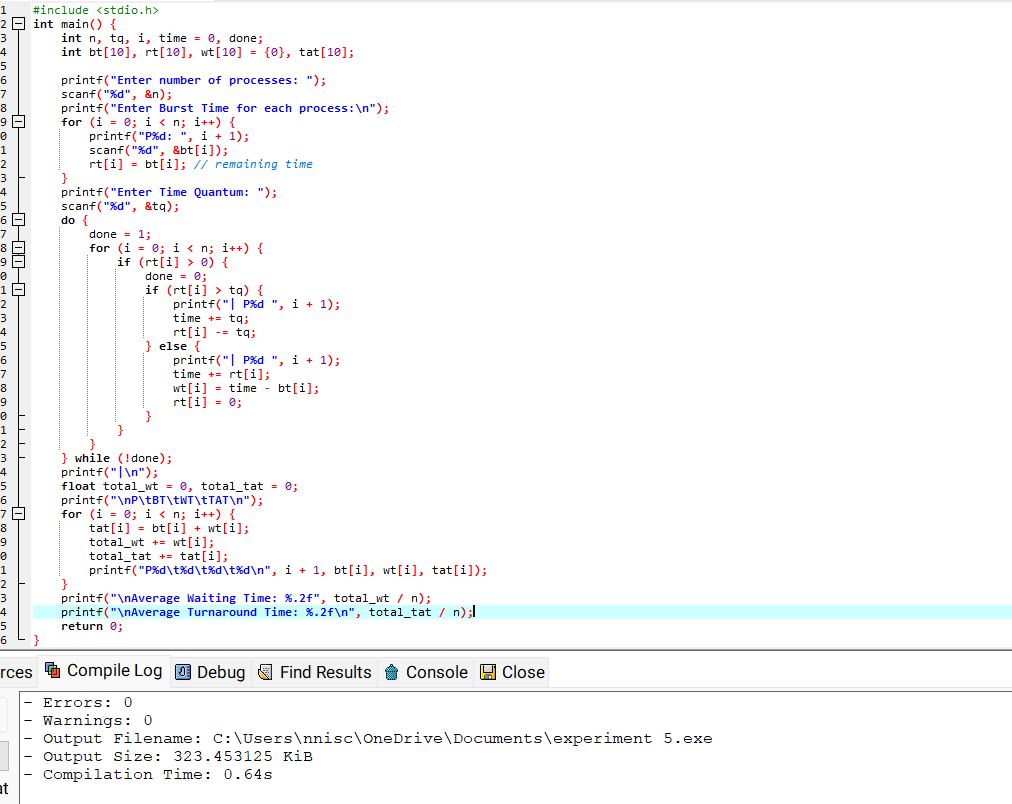 1 #include <stdio.h>
2 int main() {
3 int n, tq, i, time = 0, done;
4 int bt[10], rt[10], wt[10] = {0}, tat[10];
5
6 printf("Enter number of processes: ");
7 scanf("%d", &n);
8 printf("Enter Burst Time for each process:\n");
9 for (i = 0; i < n; i++) {
0 printf("P%d: ", i + 1);
1 scanf("%d", &bt[i]);
2 rt[i] = bt[i]; // remaining time
3 }
4 printf("Enter Time Quantum: ");
5 scanf("%d", &tq);
6 do {
7 done = 1;
8 for (i = 0; i < n; i++) {
9 if (rt[i] > 0) {
0 done = 0;
1 if (rt[i] > tq) {
2 printf("| P%d ", i + 1);
3 time += tq;
4 rt[i] -= tq;
5 } else {
6 printf("| P%d ", i + 1);
7 time += rt[i];
8 wt[i] = time - bt[i];
9 rt[i] = 0;
0 }
1 }
2 }
3 } while (!done);
4 printf("|\n");
5 float total_wt = 0, total_tat = 0;
6 printf("\nP\tBT\tWT\tTAT\n");
7 for (i = 0; i < n; i++) {
8 tat[i] = bt[i] + wt[i];
9 total_wt += wt[i];
0 total_tat += tat[i];
1 printf("P%d\t%d\t%d\t%d\n", i + 1, bt[i], wt[i], tat[i]);
2 }
3 printf("\nAverage Waiting Time: %.2f", total_wt / n);
4 printf("\nAverage Turnaround Time: %.2f\n", total_tat / n);
5 return 0;
6 }
rces Compile Log Debug Find Results Console Close
- Errors: 0
- Warnings: 0
- Output Filename: C:\Users\nnisc\OneDrive\Documents\experiment 5.exe
- Output Size: 323.453125 KiB
- Compilation Time: 0.64s
at